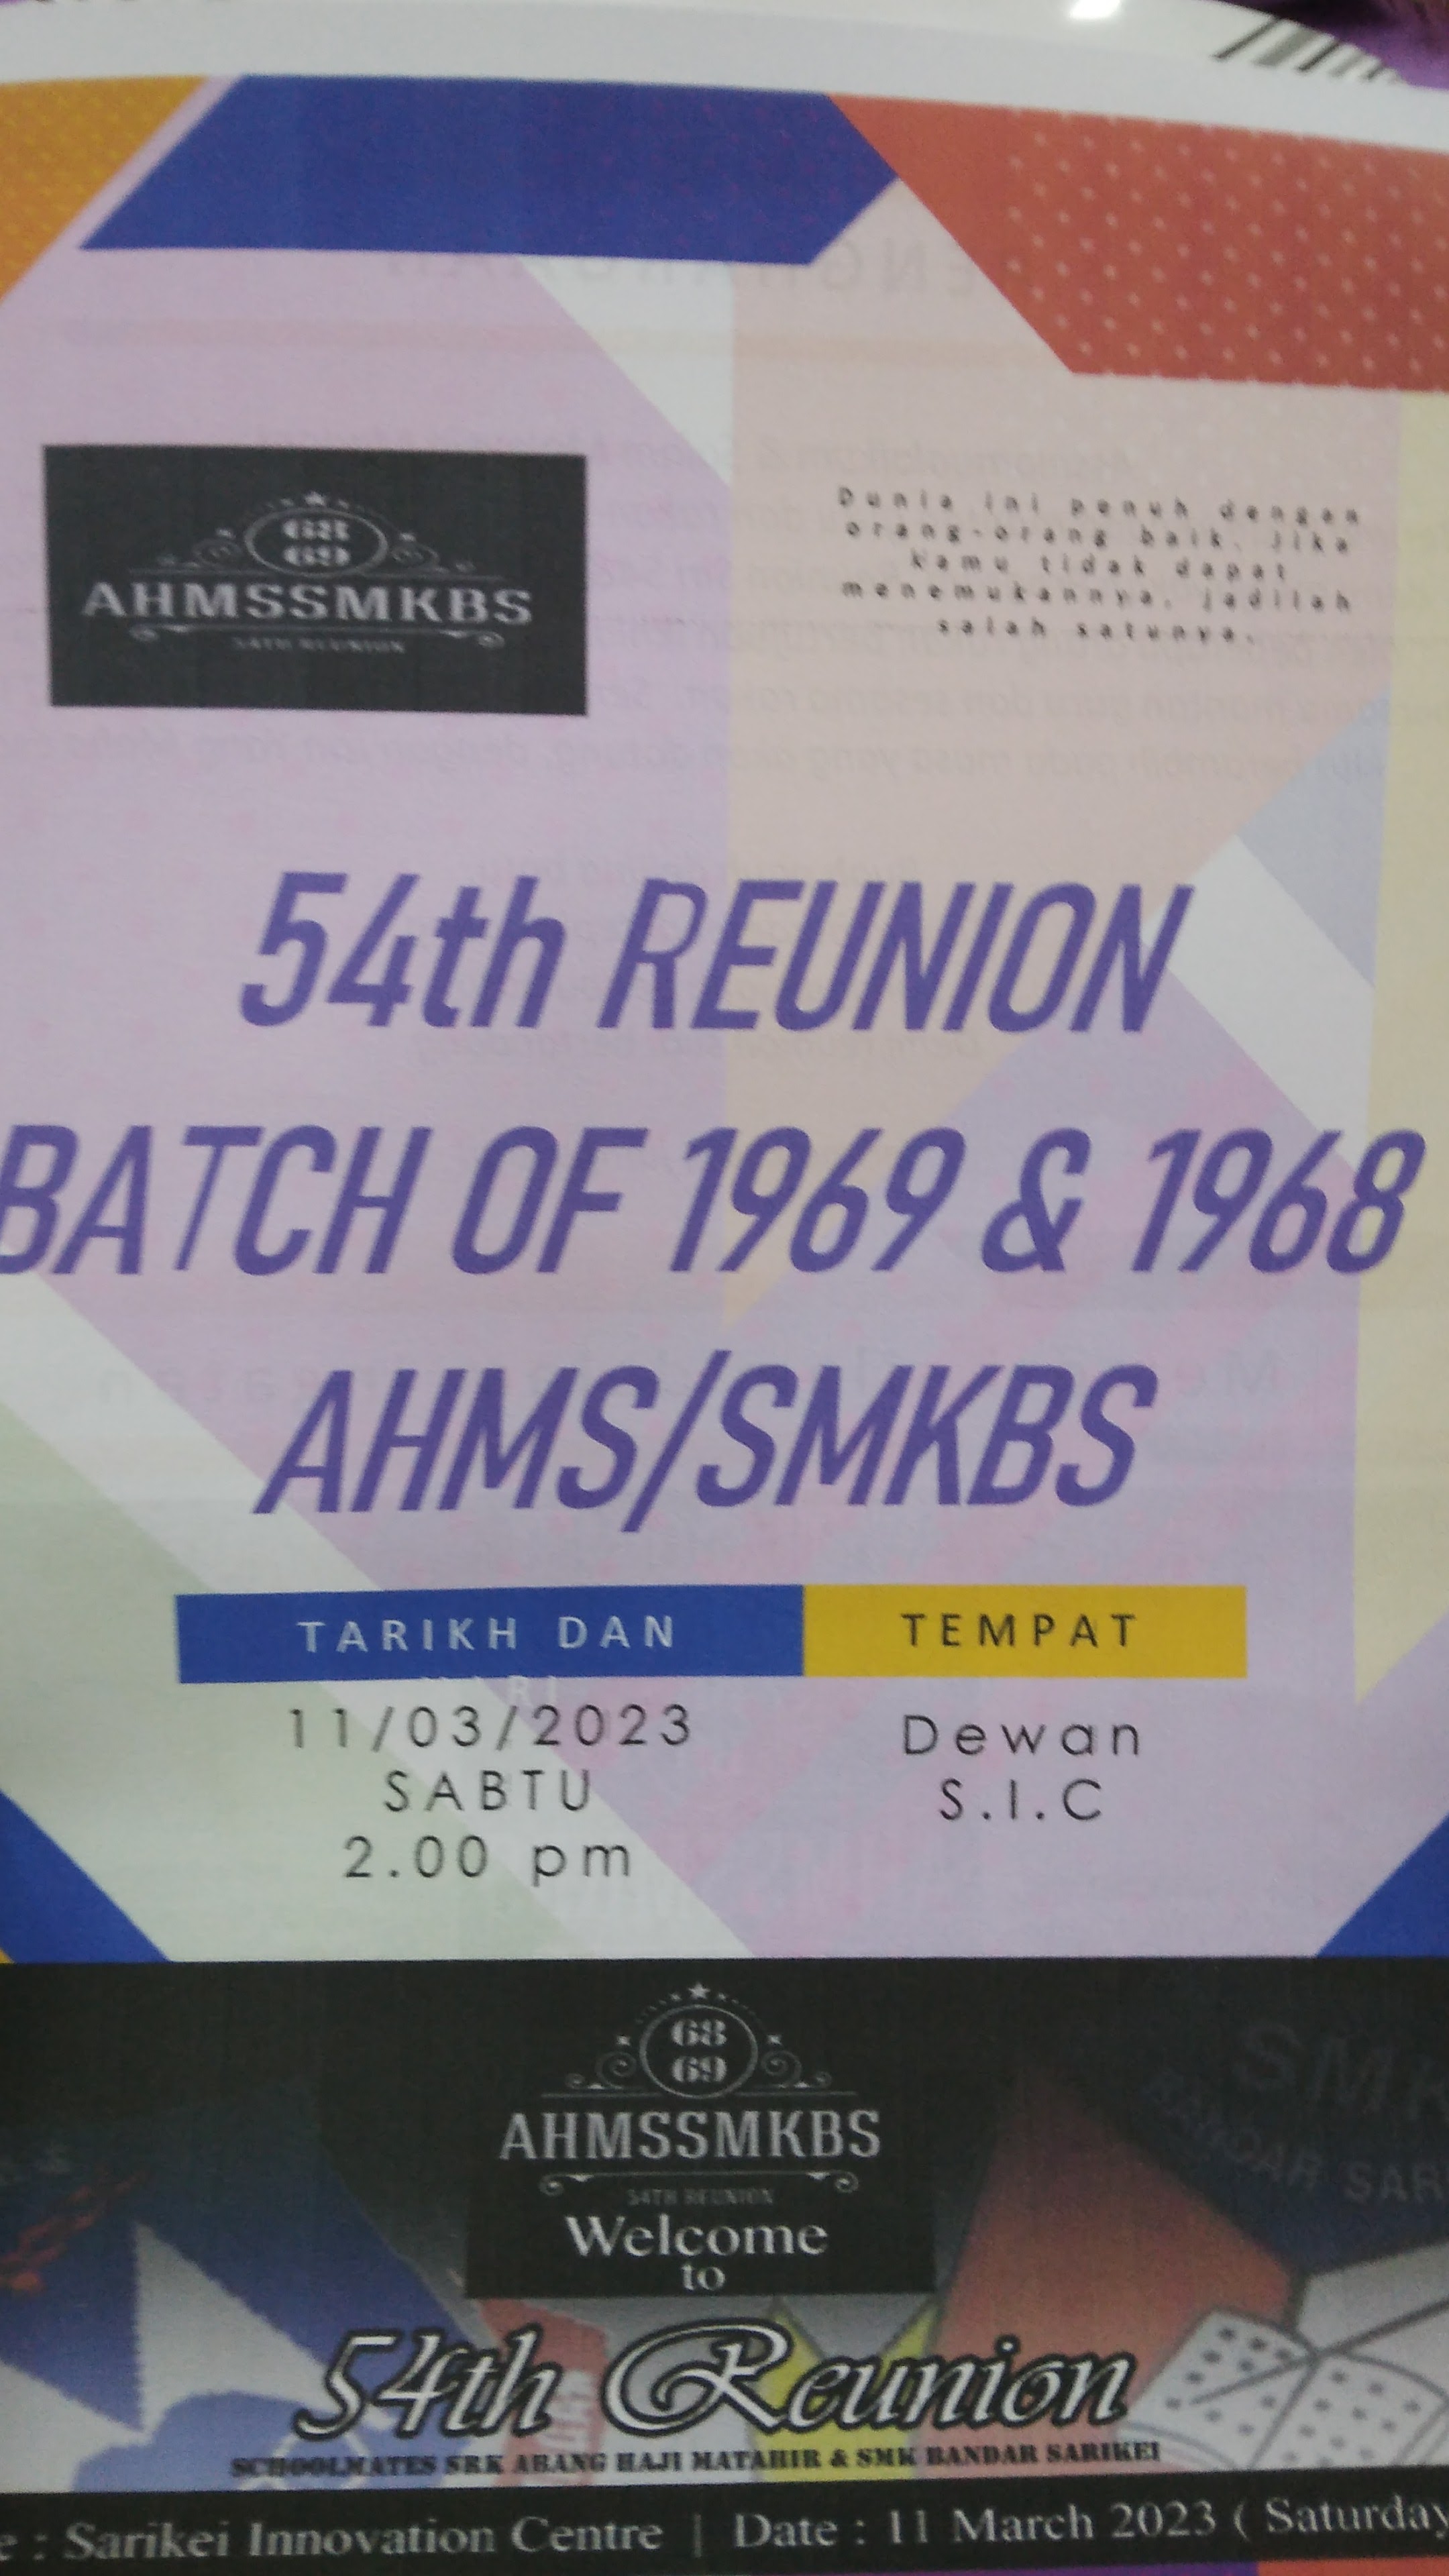 68
69
AHMSSMKBS
54TH REUNION
Dunia ini penuh dengan
orang-orang baik. Jika
kamu tidak dapat
menemukannya, jadilah
salah satunya.
54th REUNION
BATCH OF 1969 & 1968
AHMS/SMKBS
TARIKH DAN
HARI
TEMPAT
11/03/2023
SABTU
2.00 pm
Dewan
S.I.C
68
69
AHMSSMKBS
54TH REUNION
Welcome
to
54th Reunion
SCHOOLMATES SRK ABANG HAJI MATAHIR & SMK BANDAR SARIKEI
e : Sarikei Innovation Centre | Date : 11 March 2023 ( Saturday